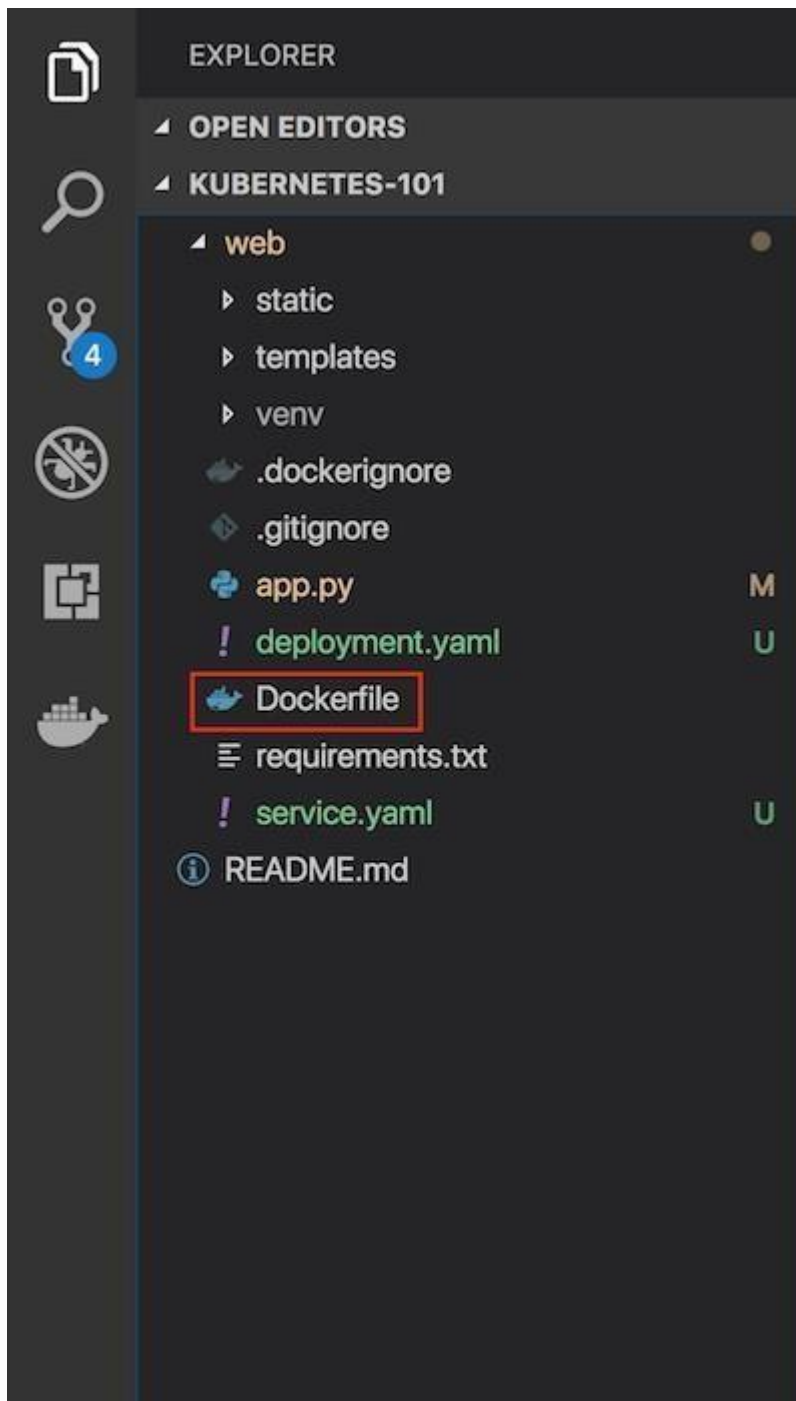 EXPLORER
OPEN EDITORS
KUBERNETES-101
web
static
4
templates
venv
.dockerignore
.gitignore
app.py M
deployment.yaml U
Dockerfile
requirements.txt
service.yaml U
README.md